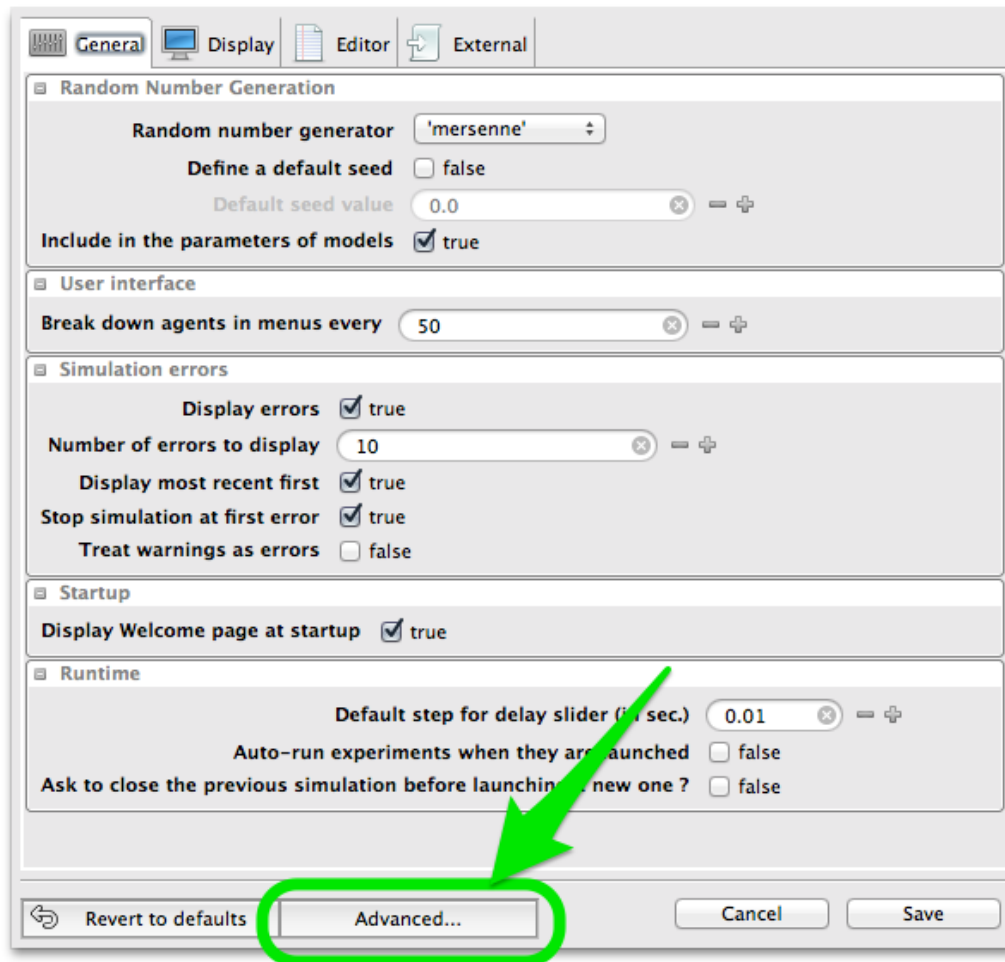 General Display Editor External
Random Number Generation
Random number generator 'mersenne'
Define a default seed false
Default seed value 0.0
Include in the parameters of models true
User interface
Break down agents in menus every 50
Simulation errors
Display errors true
Number of errors to display 10
Display most recent first true
Stop simulation at first error true
Treat warnings as errors false
Startup
Display Welcome page at startup true
Runtime
Default step for delay slider sec.) 0.01
Auto-run experiments when they are launched false
Ask to close the previous simulation before launching new one ? false
Revert to defaults Advanced... Cancel Save